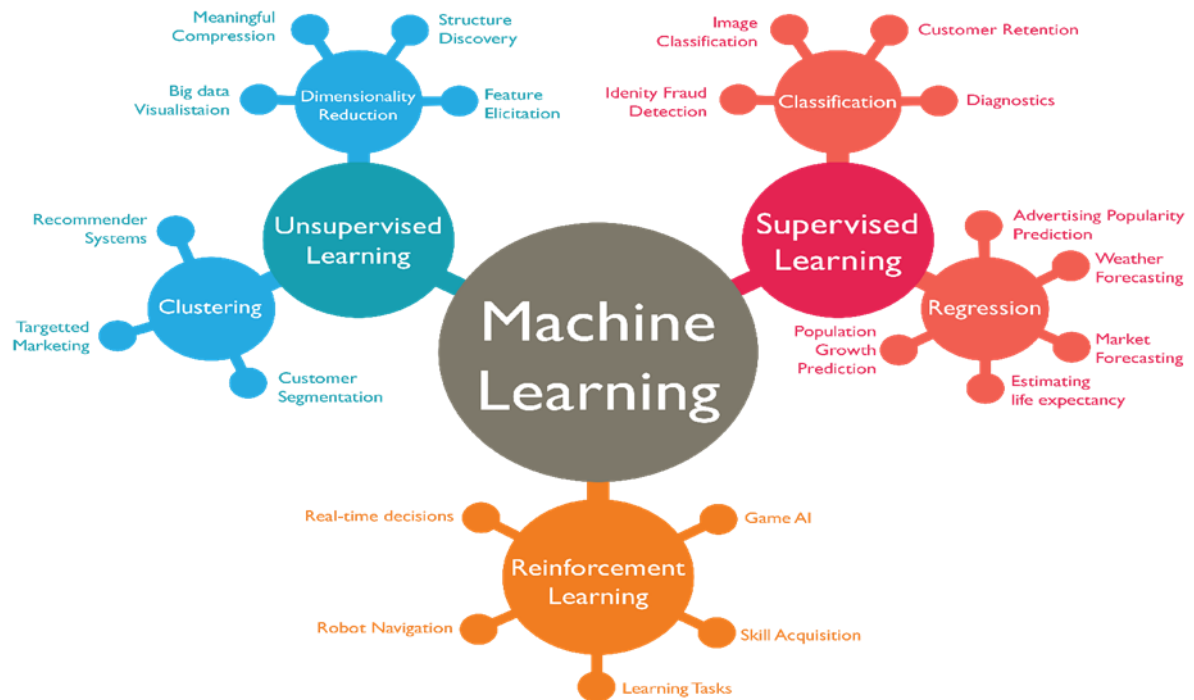 Meaningful
Compression
Structure
Discovery
Big data
Visualistaion
Dimensionality
Reduction
Feature
Elicitation
Image
Classification
Customer Retention
Idenity Fraud
Detection
Classification
Diagnostics
Unsupervised
Learning
Supervised
Learning
Recommender
Systems
Clustering
Targetted
Marketing
Customer
Segmentation
Machine
Learning
Advertising Popularity
Prediction
Weather
Forecasting
Regression
Population
Growth
Prediction
Market
Forecasting
Estimating
life expectancy
Real-time decisions
Game AI
Reinforcement
Learning
Robot Navigation
Skill Acquisition
Learning Tasks